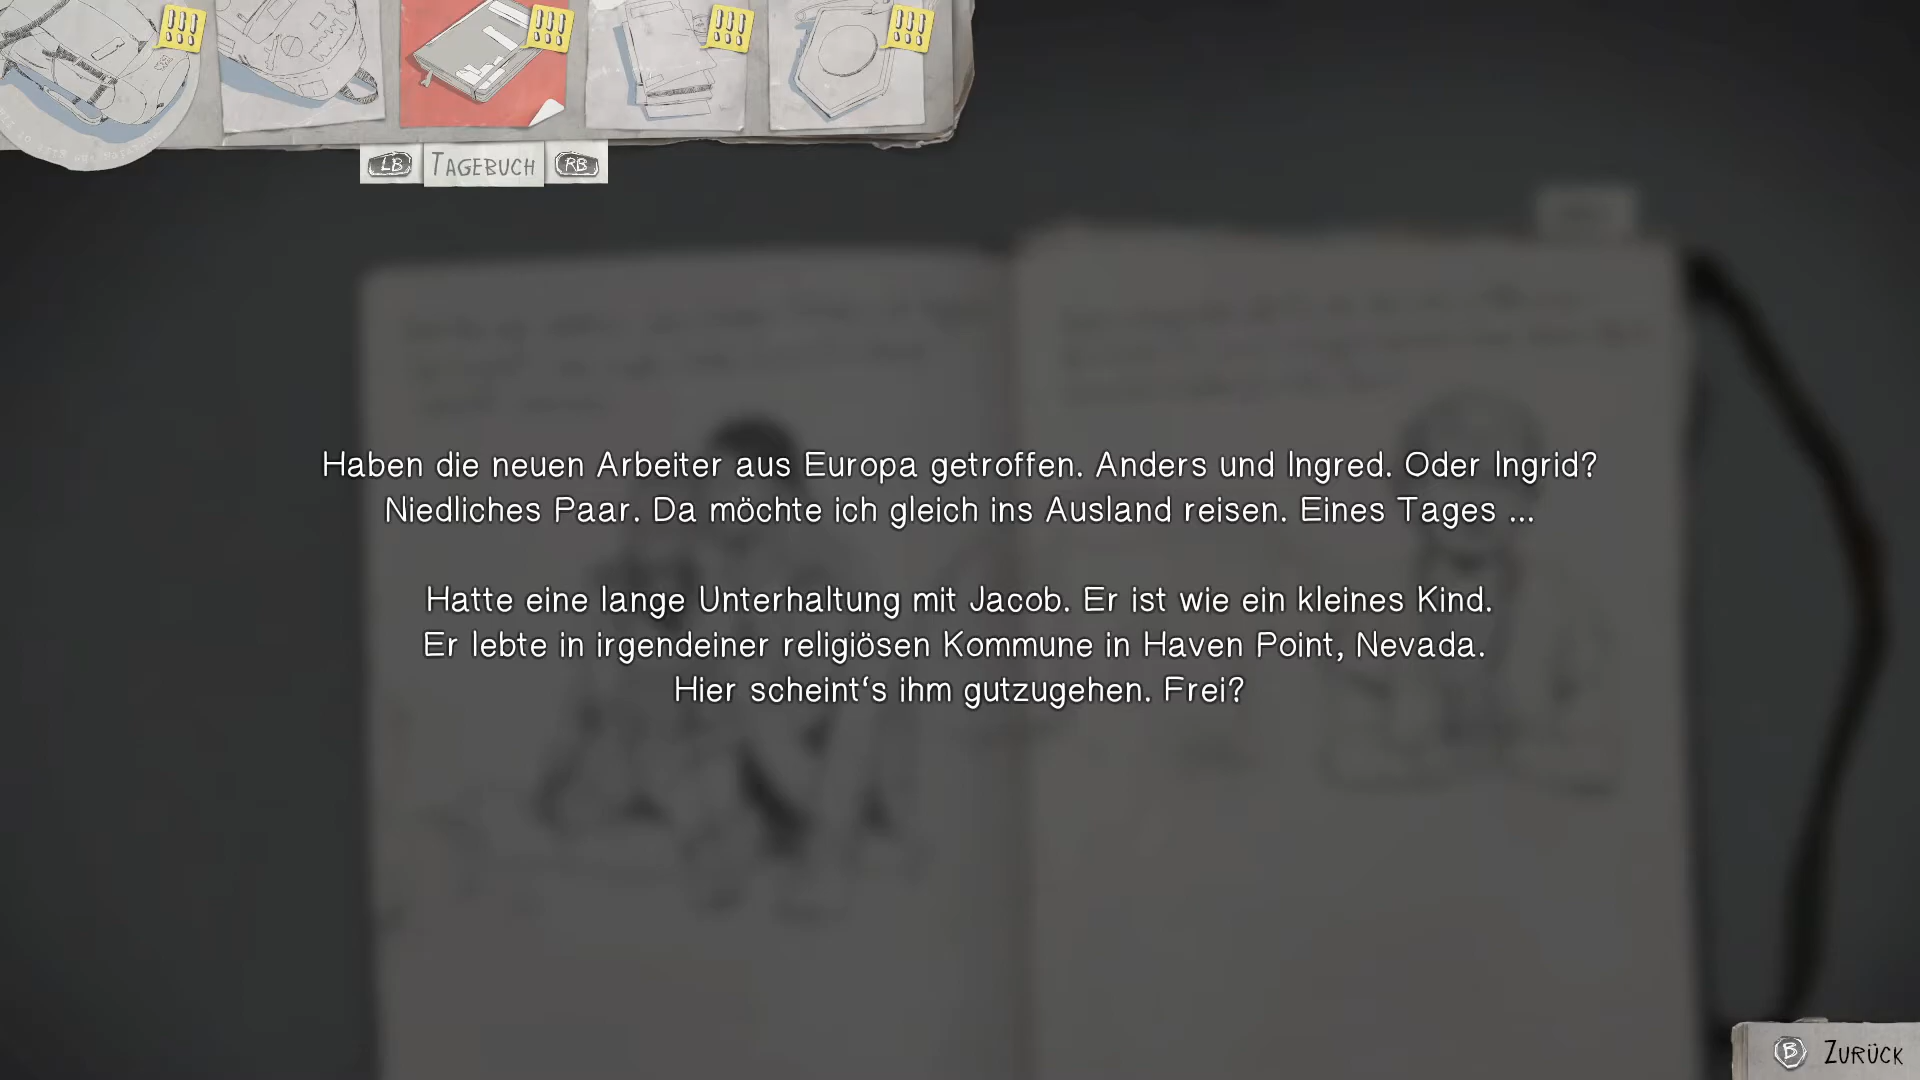 LB TAGEBUCH RB
Haben die neuen Arbeiter aus Europa getroffen. Anders und Ingred. Oder Ingrid?
Niedliches Paar. Da möchte ich gleich ins Ausland reisen. Eines Tages ...
Hatte eine lange Unterhaltung mit Jacob. Er ist wie ein kleines Kind.
Er lebte in irgendeiner religiösen Kommune in Haven Point, Nevada.
Hier scheint‘s ihm gutzugehen. Frei?
B ZURÜCK